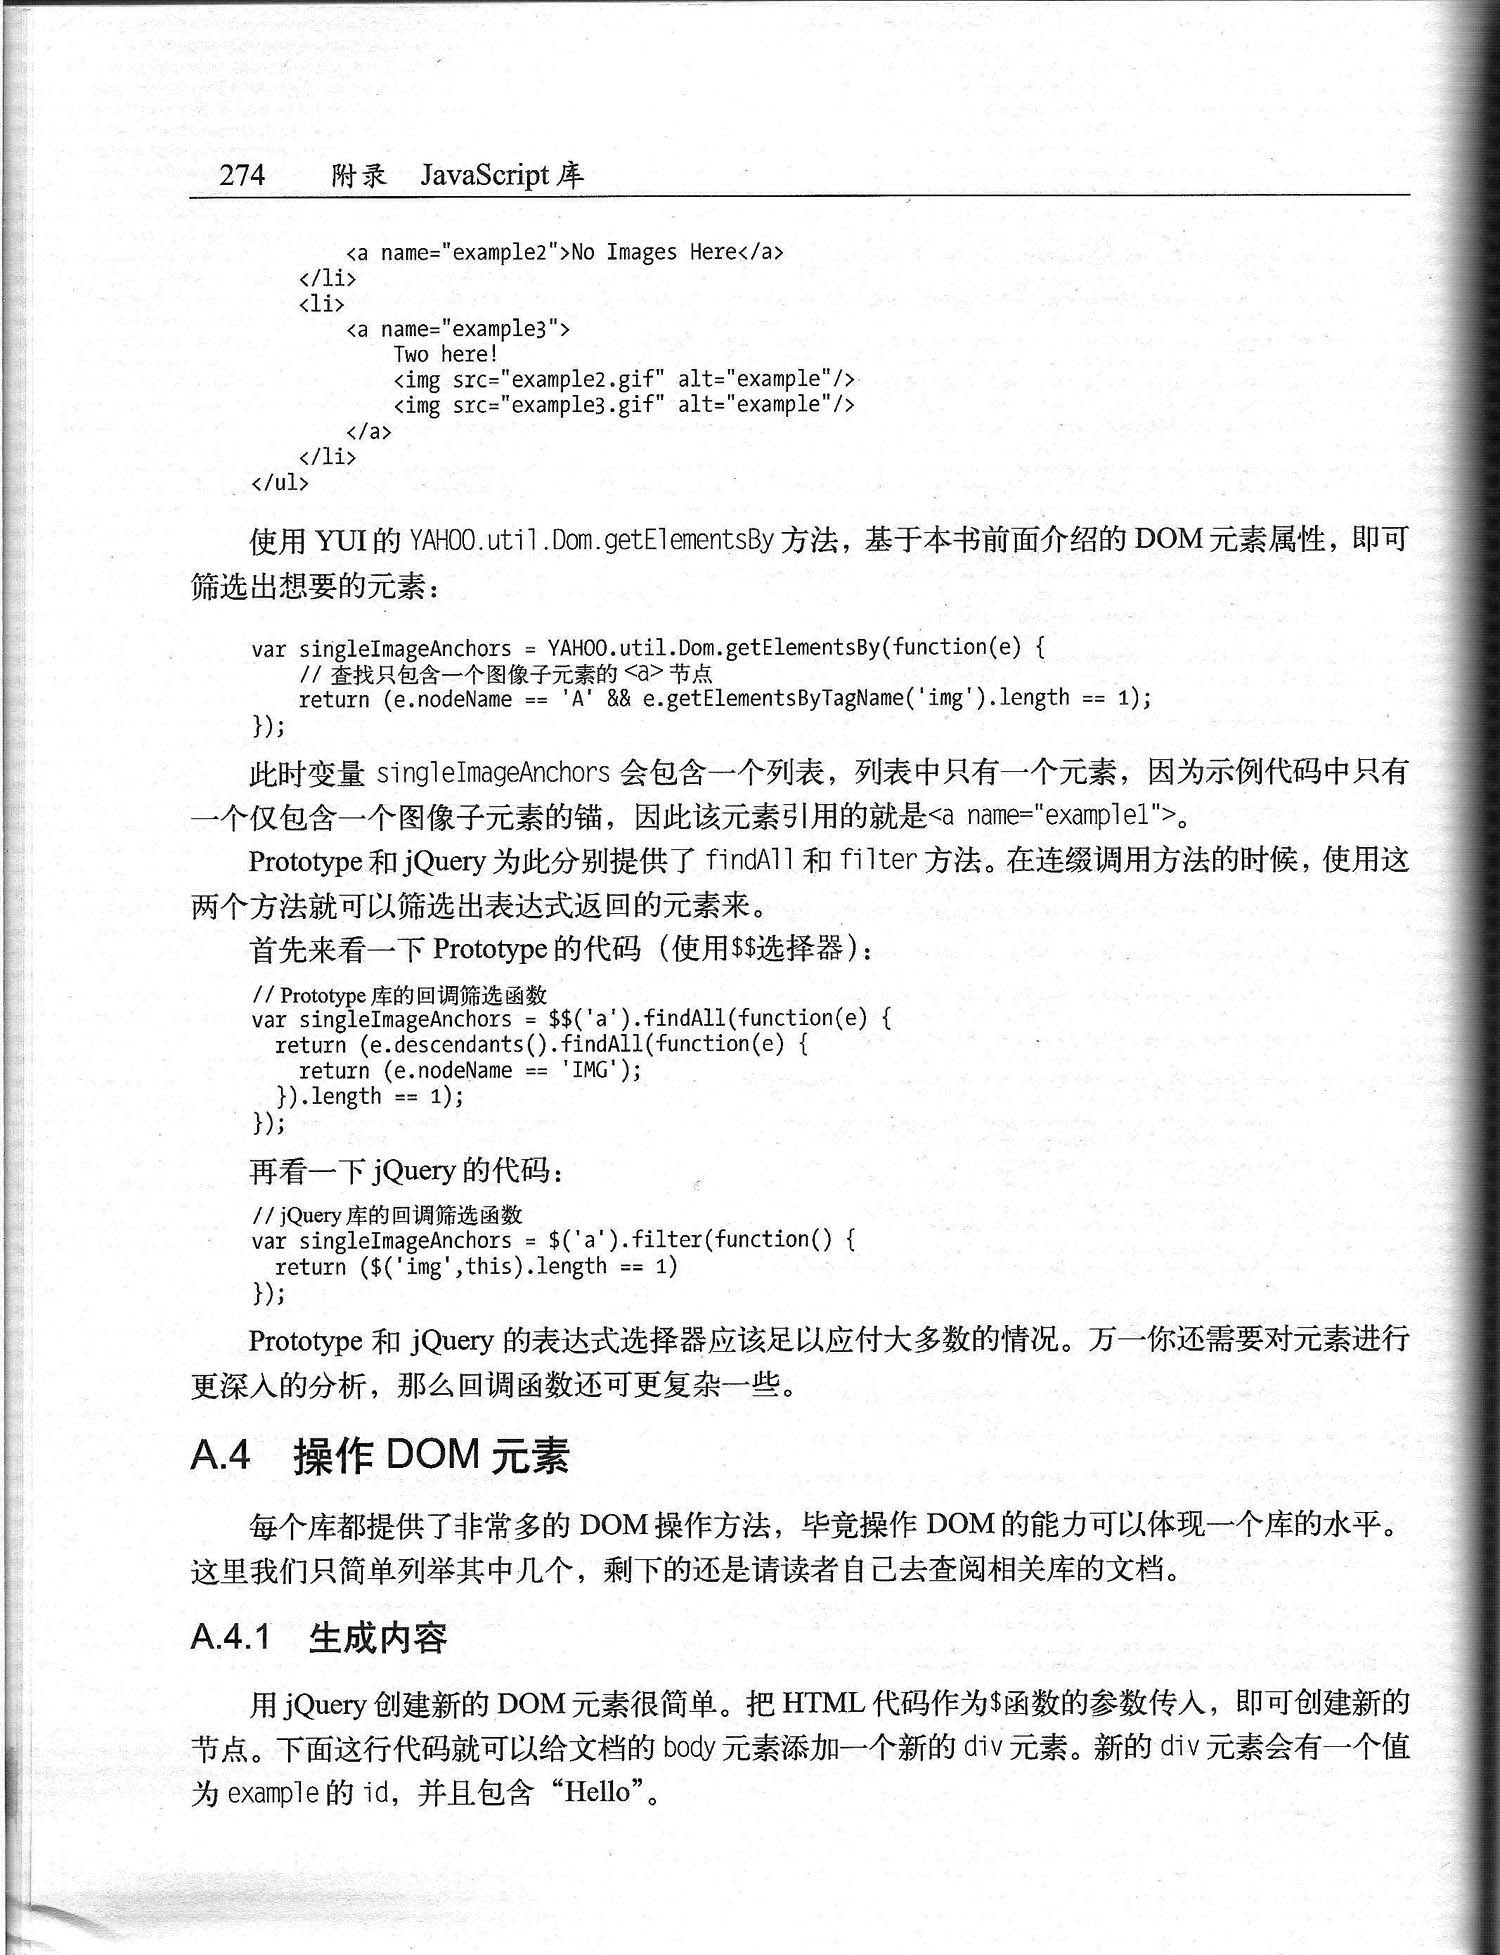 274 附录 JavaScript 库
<a name="example2">No Images Here</a>
</li>
<li>
<a name="example3">
Two here!
<img src="example2.gif" alt="example"/>
<img src="example3.gif" alt="example"/>
</a>
</li>
</ul>
使用 YUI 的 YAHOO.util.Dom.getElementsBy 方法，基于本书前面介绍的 DOM 元素属性，即可
筛选出想要的元素：
var singleImageAnchors = YAHOO.util.Dom.getElementsBy(function(e) {
// 查找只包含一个图像子元素的 <a> 节点
return (e.nodeName == 'A' && e.getElementsByTagName('img').length == 1);
});
此时变量 singleImageAnchors 会包含一个列表，列表中只有一个元素，因为示例代码中只有
一个仅包含一个图像子元素的锚，因此该元素引用的就是<a name="example1">。
Prototype 和 jQuery 为此分别提供了 findAll 和 filter 方法。在连缀调用方法的时候，使用这
两个方法就可以筛选出表达式返回的元素来。
首先来看一下 Prototype 的代码（使用$$选择器）：
// Prototype 库的回调筛选函数
var singleImageAnchors = $$('a').findAll(function(e) {
return (e.descendants().findAll(function(e) {
return (e.nodeName == 'IMG');
}).length == 1);
});
再看一下 jQuery 的代码：
// jQuery 库的回调筛选函数
var singleImageAnchors = $('a').filter(function() {
return ($('img',this).length == 1)
});
Prototype 和 jQuery 的表达式选择器应该足以应付大多数的情况。万一你还需要对元素进行
更深入的分析，那么回调函数还可更复杂一些。
A.4 操作 DOM 元素
每个库都提供了非常多的 DOM 操作方法，毕竟操作 DOM 的能力可以体现一个库的水平。
这里我们只简单列举其中几个，剩下的还是请读者自己去查阅相关库的文档。
A.4.1 生成内容
用 jQuery 创建新的 DOM 元素很简单。把 HTML 代码作为$函数的参数传入，即可创建新的
节点。下面这行代码就可以给文档的 body 元素添加一个新的 div 元素。新的 div 元素会有一个值
为 example 的 id，并且包含“Hello”。